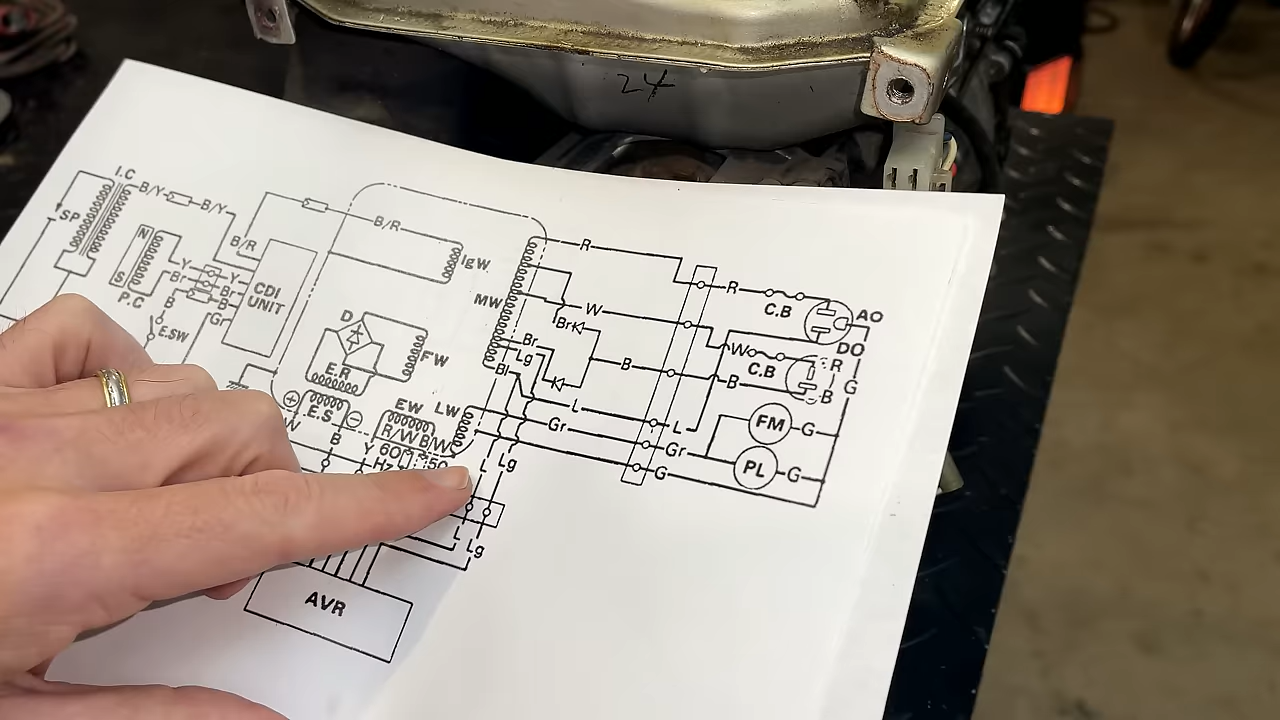 24
I.C
B/Y
B/Y
SP
B/R
B/R
N
S
P.C
Y
Br
B
Y
Br
B
Gr
CDI
UNIT
IgW
E.SW
MW
R
R
C.B
AO
W
W
C.B
DO
R
B
G
BrK
Br
Lg
Bl
B
B
D
FW
E.R
+
E.S
−
W
B
Y
EW
LW
R/W
B/W
60
Hz
50
L
L
Gr
Gr
G
FM
G
PL
G
L
Lg
L
Lg
AVR